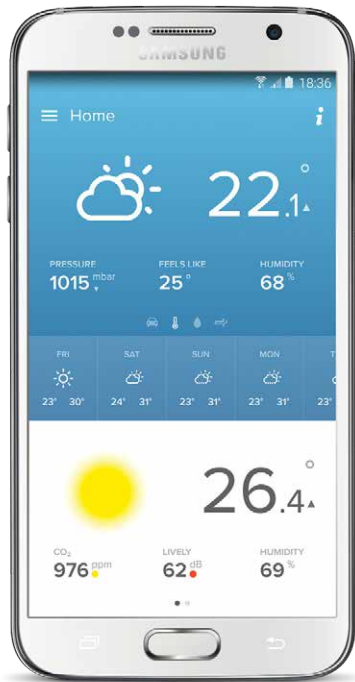 SAMSUNG
18:36
Home
i
22.1°
PRESSURE FEELS LIKE HUMIDITY
1015 mbar 25° 68%
FRI SAT SUN MON T
23° 30° 24° 31° 23° 31° 23° 31° 23°
26.4°
CO₂ LIVELY HUMIDITY
976 ppm 62 dB 69%